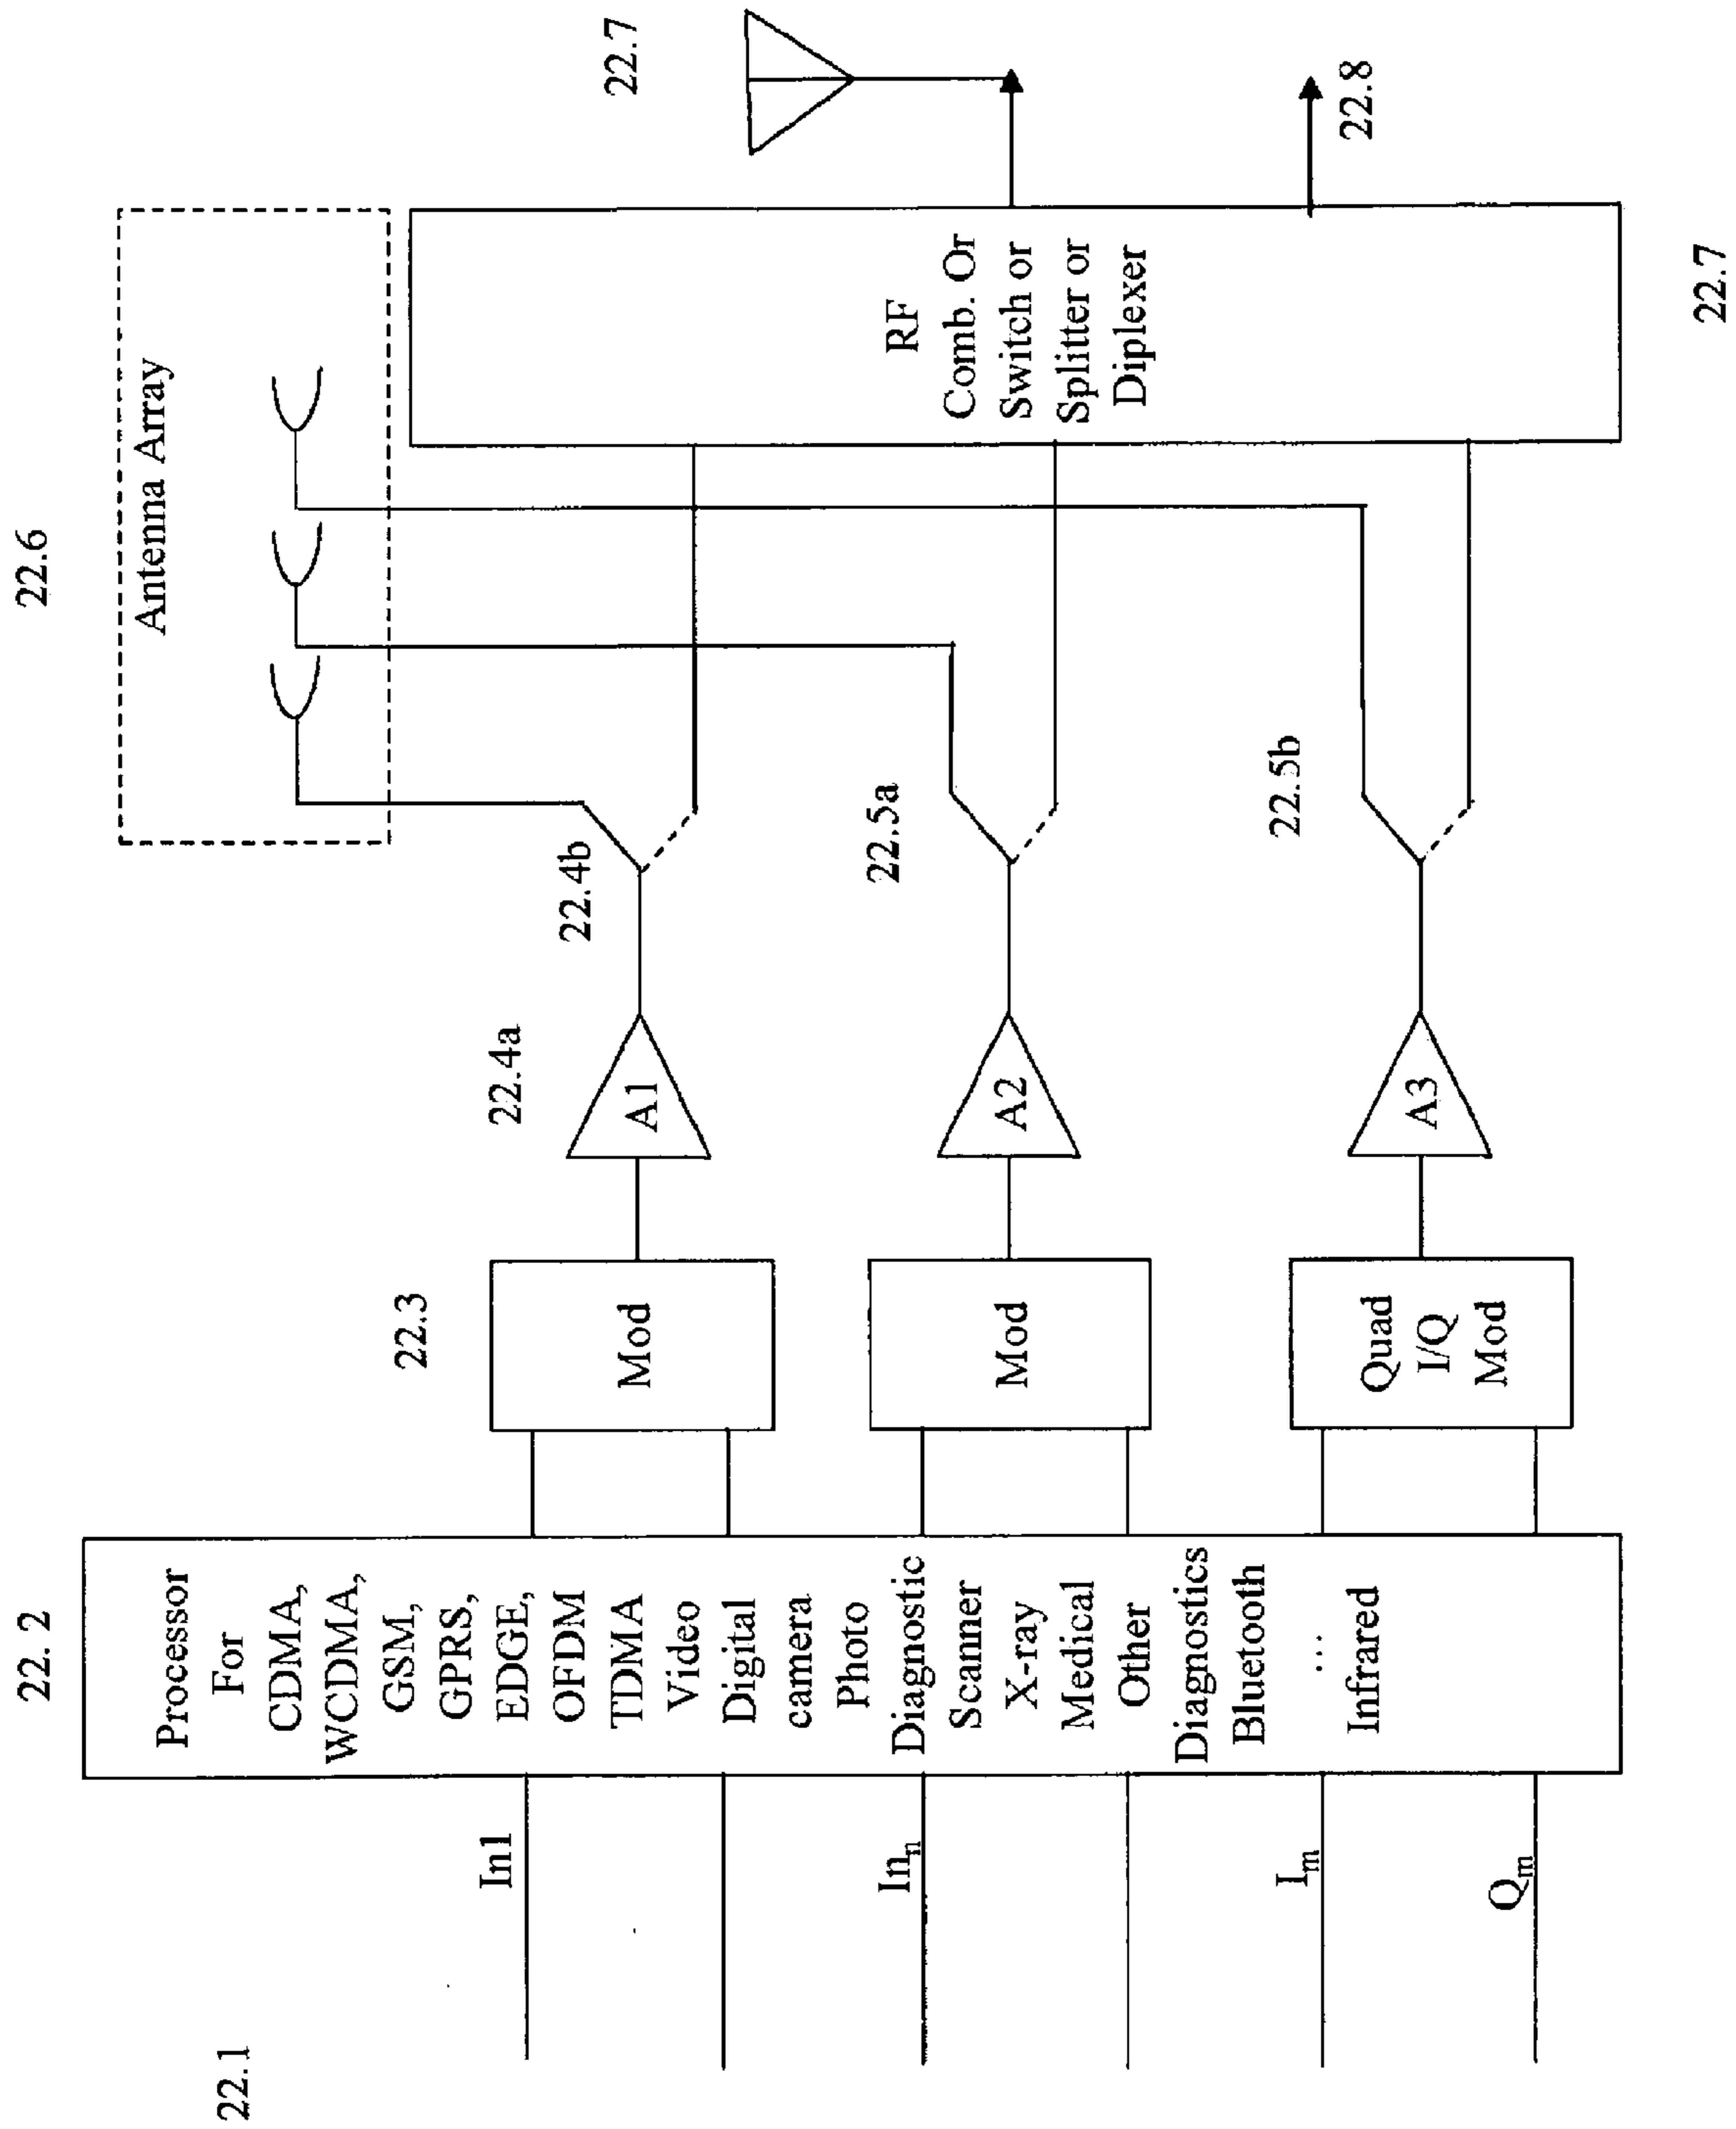 22.1
22. 2
Processor
For
CDMA,
WCDMA,
GSM,
GPRS,
EDGE,
OFDM
TDMA
Video
Digital
camera
Photo
Diagnostic
Scanner
X-ray
Medical
Other
Diagnostics
Bluetooth
...
Infrared
In1
Inn
Im
Qm
22.3
Mod
Mod
Quad
I/Q
Mod
22.4a
A1
A2
A3
22.4b
22.5a
22.5b
22.6
Antenna Array
RF
Comb. Or
Switch or
Splitter or
Diplexer
22.7
22.8
22.7